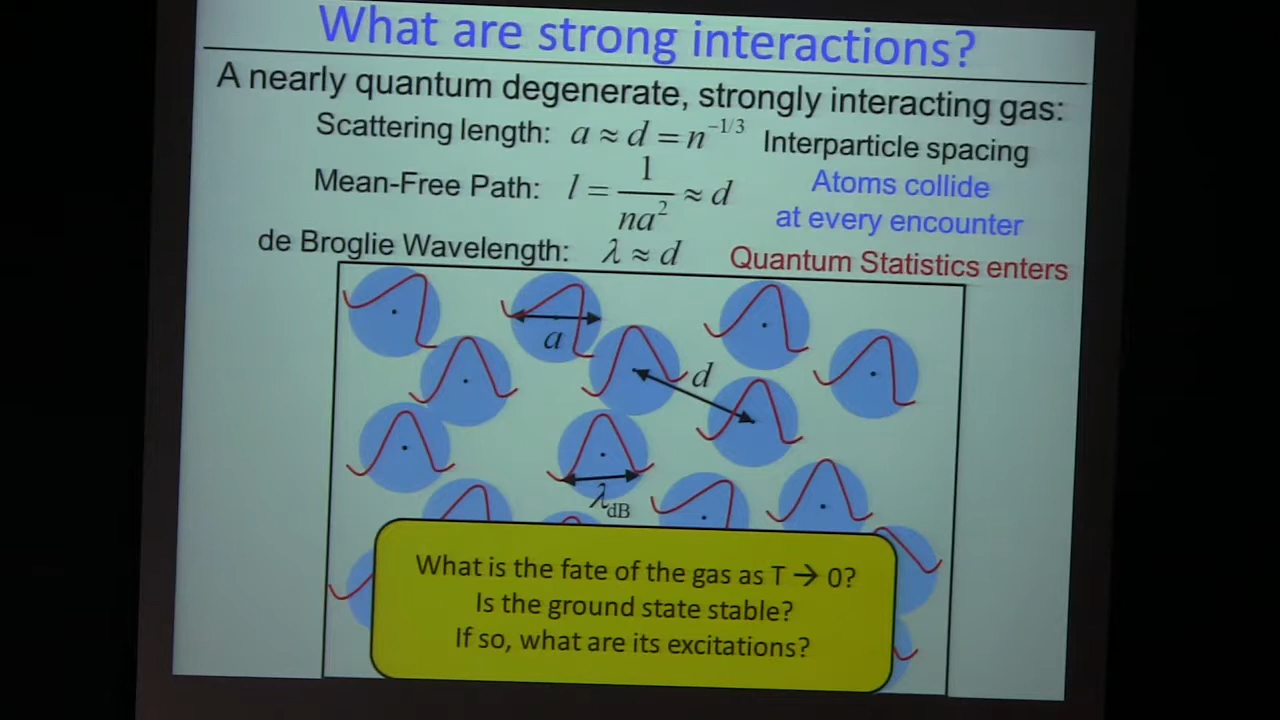 What are strong interactions?
A nearly quantum degenerate, strongly interacting gas:
Scattering length: a ≈ d = n^{-1/3} Interparticle spacing
Mean-Free Path: l = 1/(na²) ≈ d Atoms collide
at every encounter
de Broglie Wavelength: λ ≈ d Quantum Statistics enters
a
d
λ_dB
What is the fate of the gas as T → 0?
Is the ground state stable?
If so, what are its excitations?